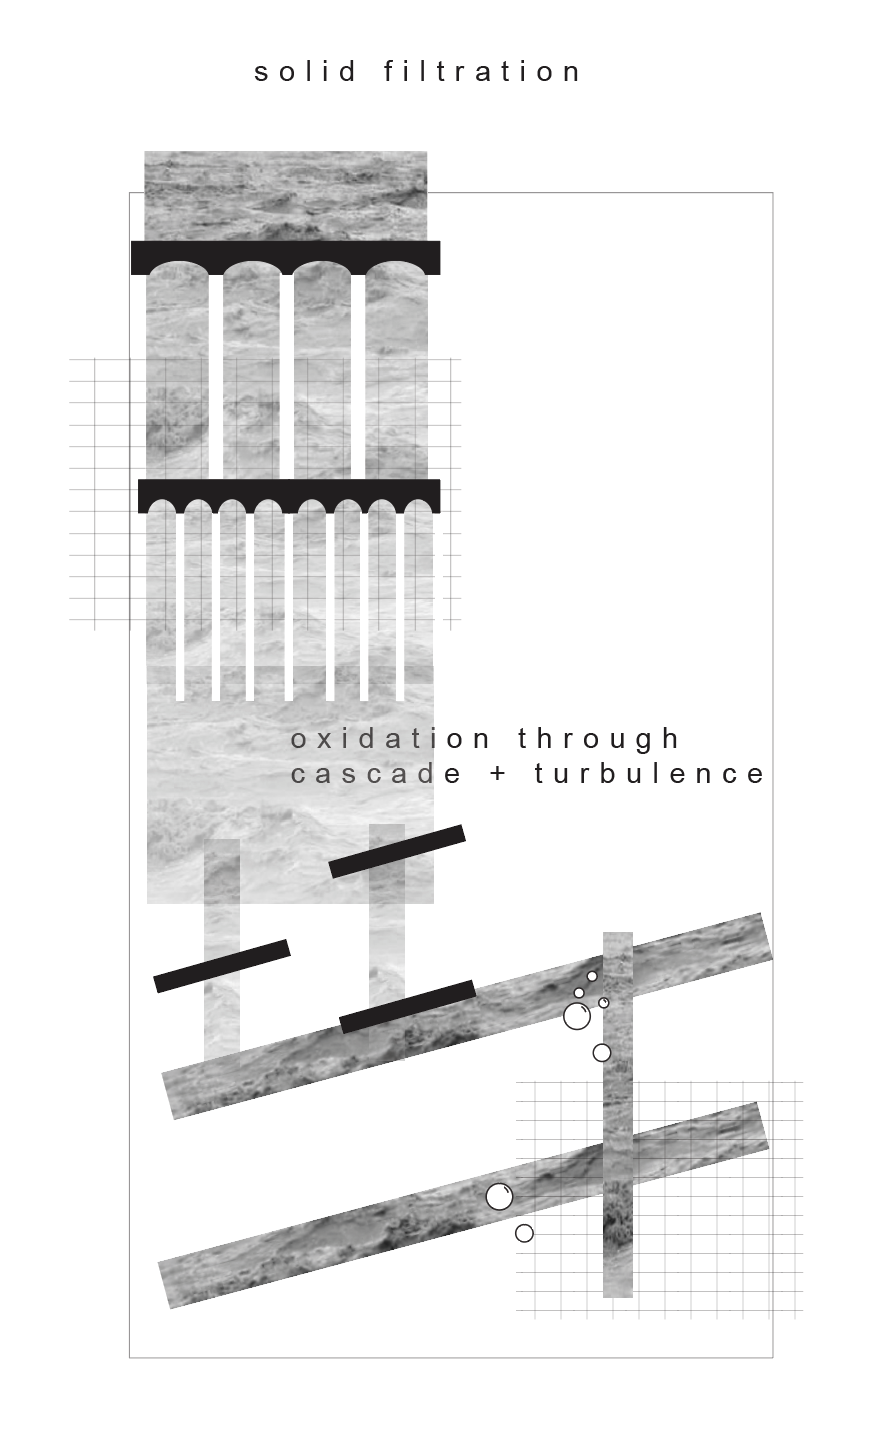 solid filtration
oxidation through
cascade + turbulence